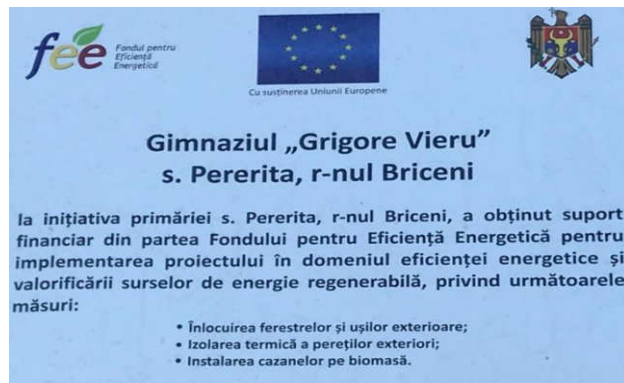 fee Fondul pentru
Eficiență
Energetică
Cu susținerea Uniunii Europene
Gimnaziul „Grigore Vieru”
s. Pererita, r-nul Briceni
la inițiativa primăriei s. Pererita, r-nul Briceni, a obținut suport
financiar din partea Fondului pentru Eficiență Energetică pentru
implementarea proiectului în domeniul eficienței energetice și
valorificării surselor de energie regenerabilă, privind următoarele
măsuri:
• Înlocuirea ferestrelor și ușilor exterioare;
• Izolarea termică a pereților exteriori;
• Instalarea cazanelor pe biomasă.